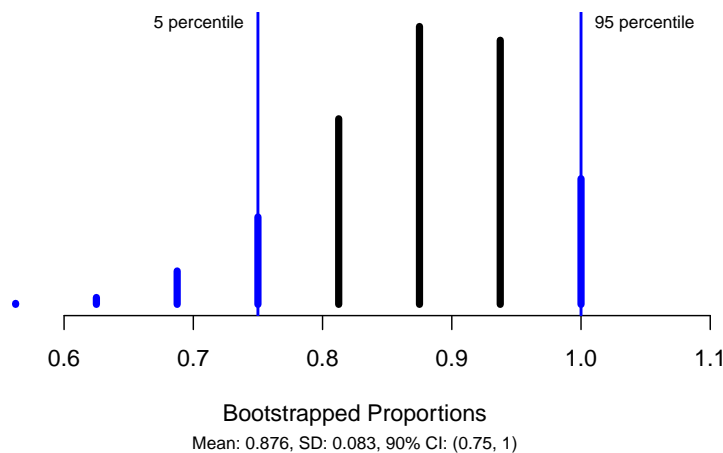 5 percentile
95 percentile
0.6 0.7 0.8 0.9 1.0 1.1
Bootstrapped Proportions
Mean: 0.876, SD: 0.083, 90% CI: (0.75, 1)